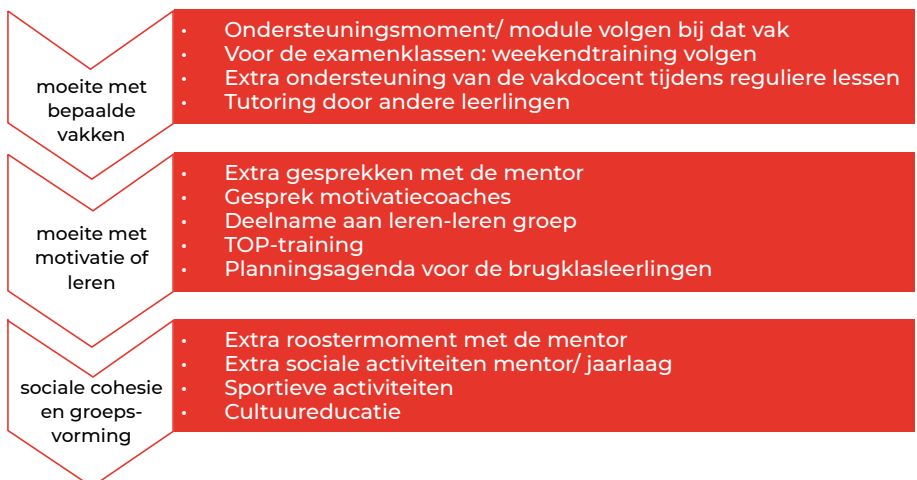 moeite met
bepaalde
vakken
• Ondersteuningsmoment/ module volgen bij dat vak
• Voor de examenklassen: weekendtraining volgen
• Extra ondersteuning van de vakdocent tijdens reguliere lessen
• Tutoring door andere leerlingen
moeite met
motivatie of
leren
• Extra gesprekken met de mentor
• Gesprek motivatiecoaches
• Deelname aan leren-leren groep
• TOP-training
• Planningsagenda voor de brugklasleerlingen
sociale cohesie
en groeps-
vorming
• Extra roostermoment met de mentor
• Extra sociale activiteiten mentor/ jaarlaag
• Sportieve activiteiten
• Cultuureducatie